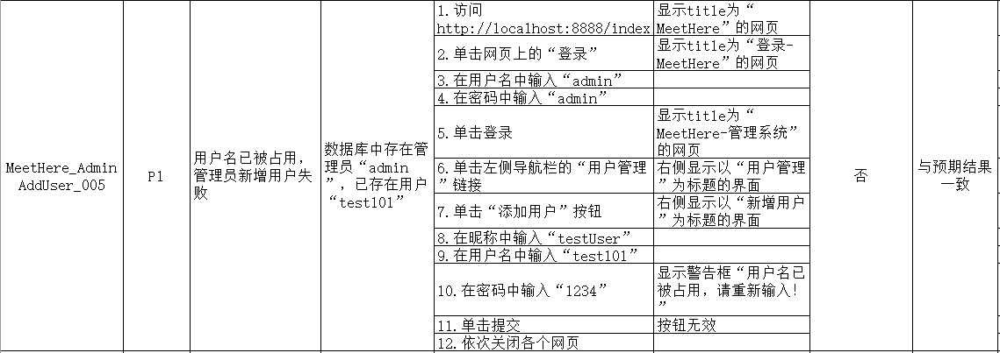 MeetHere_Admin
AddUser_005
P1
用户名已被占用，
管理员新增用户失
败
数据库中存在管
理员“admin
”，已存在用户
“test101”
1.访问
http://localhost:8888/index
显示title为“
MeetHere”的网页
2.单击网页上的“登录”
显示title为“登录-
MeetHere”的网页
3.在用户名中输入“admin”
4.在密码中输入“admin”
5.单击登录
显示title为“
MeetHere-管理系统”
的网页
6.单击左侧导航栏的“用户管理
”链接
右侧显示以“用户管理
”为标题的界面
7.单击“添加用户”按钮
右侧显示以“新增用户
”为标题的界面
8.在昵称中输入“testUser”
9.在用户名中输入“test101”
10.在密码中输入“1234”
显示警告框“用户名已
被占用，请重新输入！
”
11.单击提交
按钮无效
12.依次关闭各个网页
否
与预期结果
一致